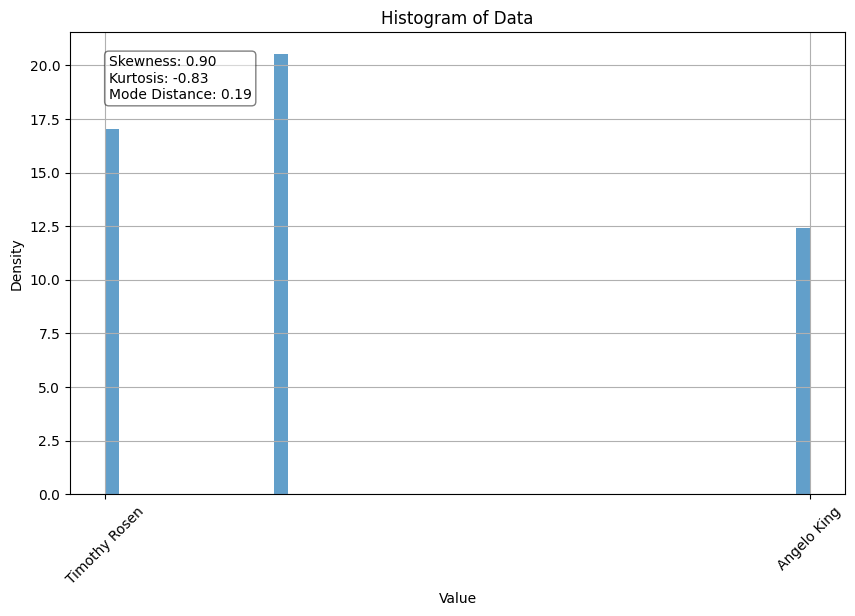 Histogram of Data
Skewness: 0.90
Kurtosis: -0.83
Mode Distance: 0.19
20.0
17.5
15.0
12.5
10.0
7.5
5.0
2.5
0.0
Density
Timothy Rosen
Angelo King
Value